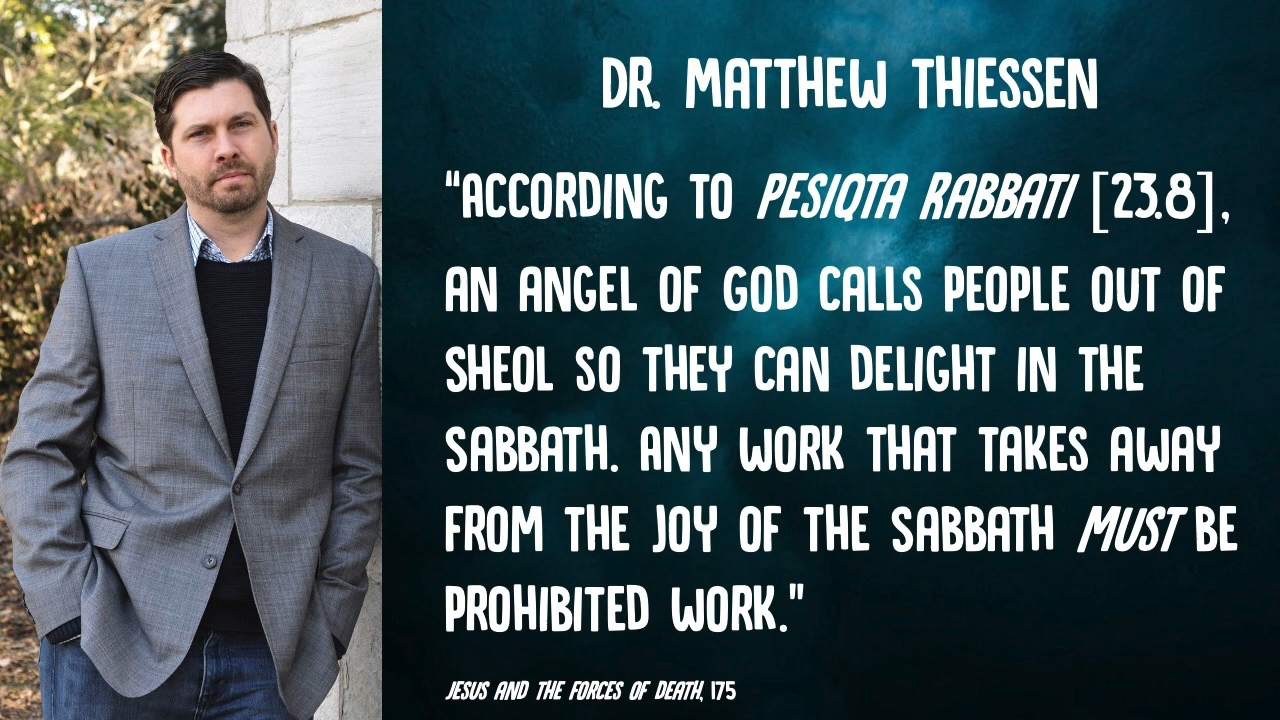 DR. MATTHEW THIESSEN
"ACCORDING TO PESIQTA RABBATI [23.8],
AN ANGEL OF GOD CALLS PEOPLE OUT OF
SHEOL SO THEY CAN DELIGHT IN THE
SABBATH. ANY WORK THAT TAKES AWAY
FROM THE JOY OF THE SABBATH MUST BE
PROHIBITED WORK."
JESUS AND THE FORCES OF DEATH, 175